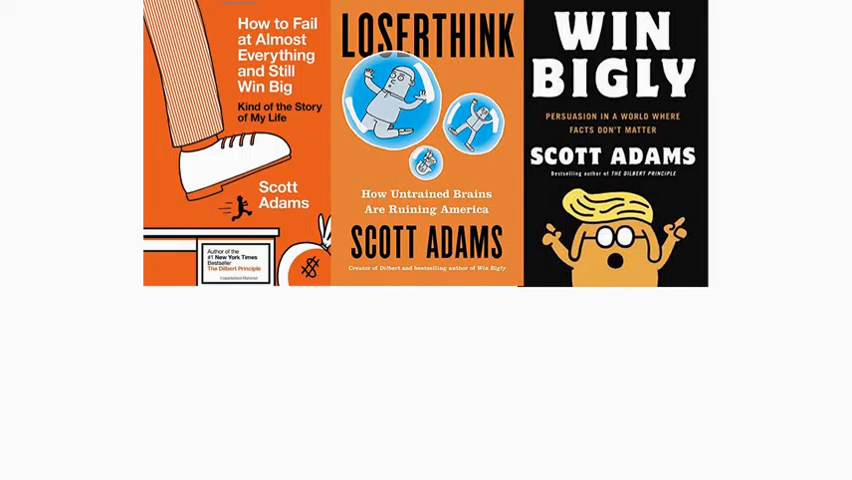 How to Fail
at Almost
Everything
and Still
Win Big
Kind of the Story
of My Life
Scott
Adams
Author of the
#1 New York Times
Bestseller
The Dilbert Principle
LOSERTHINK
How Untrained Brains
Are Ruining America
SCOTT ADAMS
Creator of Dilbert and bestselling author of Win Bigly
WIN
BIGLY
PERSUASION IN A WORLD WHERE
FACTS DON'T MATTER
SCOTT ADAMS
Bestselling author of THE DILBERT PRINCIPLE